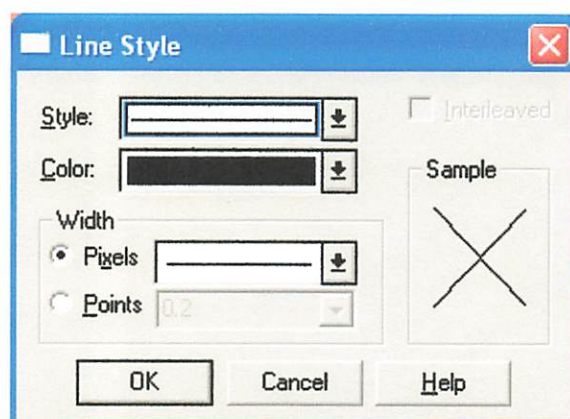 Line Style
Style:
Interleaved
Color:
Sample
Width
Pixels
Points 0.2
OK Cancel Help